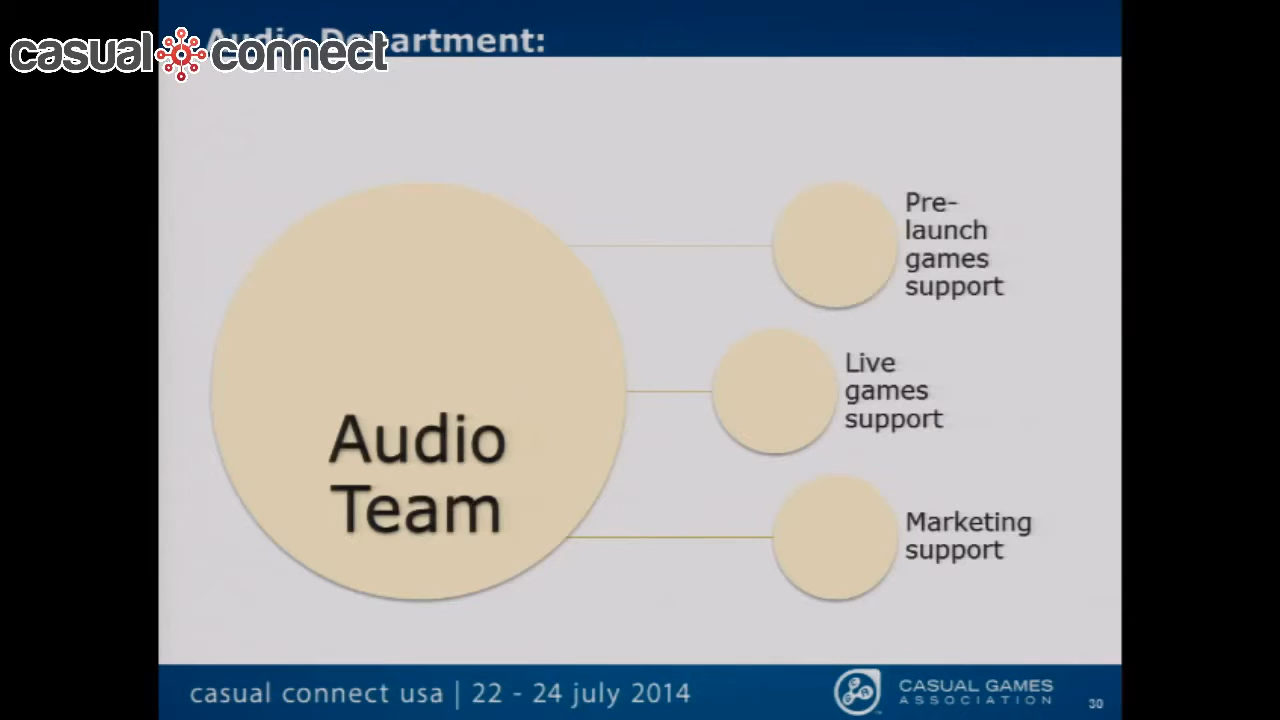 Audio Department:
casual connect
Pre-
launch
games
support
Live
games
support
Audio
Team
Marketing
support
casual connect usa | 22 - 24 july 2014
CASUAL GAMES
ASSOCIATION
30